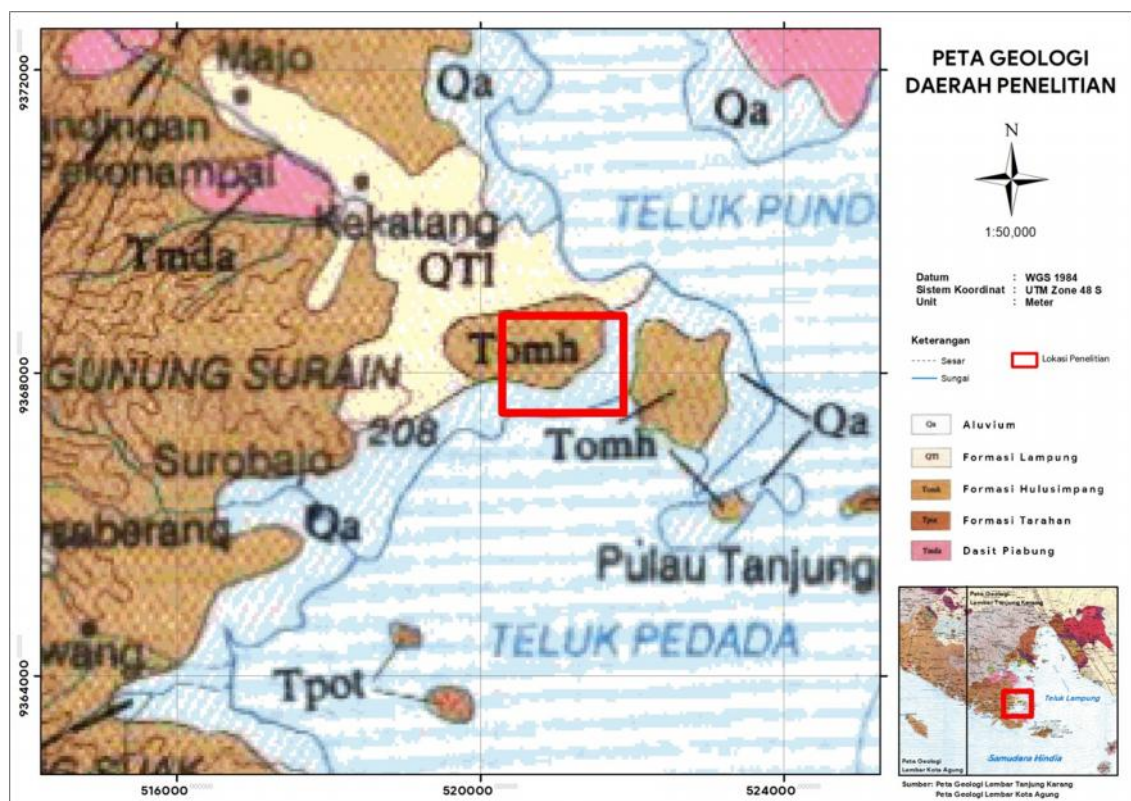 PETA GEOLOGI
DAERAH PENELITIAN
N
1:50,000
Datum : WGS 1984
Sistem Koordinat : UTM Zone 48 S
Unit : Meter
Keterangan
Sesar
Sungai
Lokasi Penelitian
Qa Aluvium
QTl Formasi Lampung
Tomh Formasi Hulusimpang
Formasi Tarahan
Tmda Dasit Piabung
Peta Geologi
Lembar Tanjung Karang
Teluk Lampung
Samudera Hindia
Peta Geologi
Lembar Kota Agung
Sumber: Peta Geologi Lembar Tanjung Karang
Peta Geologi Lembar Kota Agung
Majo
Qa
Qa
andingan
Pakonampai
Kekatang
TELUK PUND
Tmda
QTl
Tomh
GUNUNG SURAIN
208
Tomh
Qa
Surobajo
Qa
Pulau Tanjung
TELUK PEDADA
wang
Tpot
516000
520000
524000
9372000
9368000
9364000